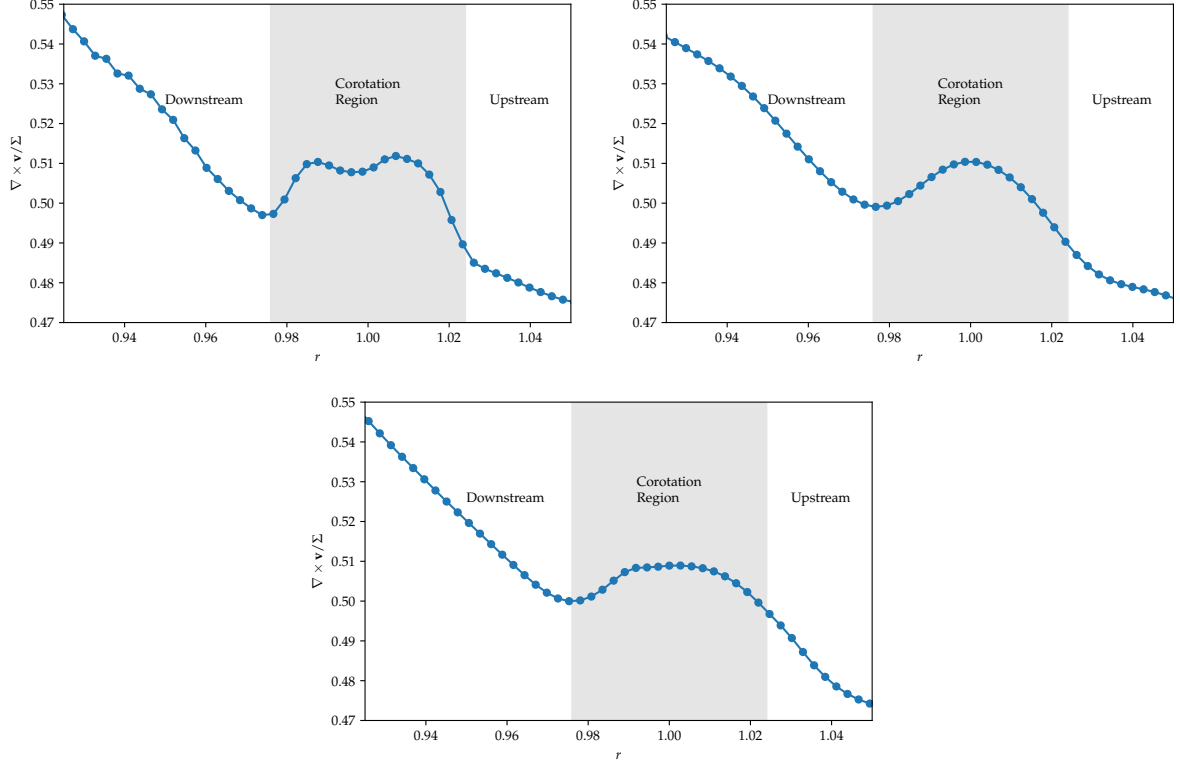 0.55
0.54
0.53
0.52
0.51
0.50
0.49
0.48
0.47
∇ × v/Σ
Downstream
Corotation
Region
Upstream
0.94
0.96
0.98
1.00
1.02
1.04
r
0.55
0.54
0.53
0.52
0.51
0.50
0.49
0.48
0.47
∇ × v/Σ
Downstream
Corotation
Region
Upstream
0.94
0.96
0.98
1.00
1.02
1.04
r
0.55
0.54
0.53
0.52
0.51
0.50
0.49
0.48
0.47
∇ × v/Σ
Downstream
Corotation
Region
Upstream
0.94
0.96
0.98
1.00
1.02
1.04
r